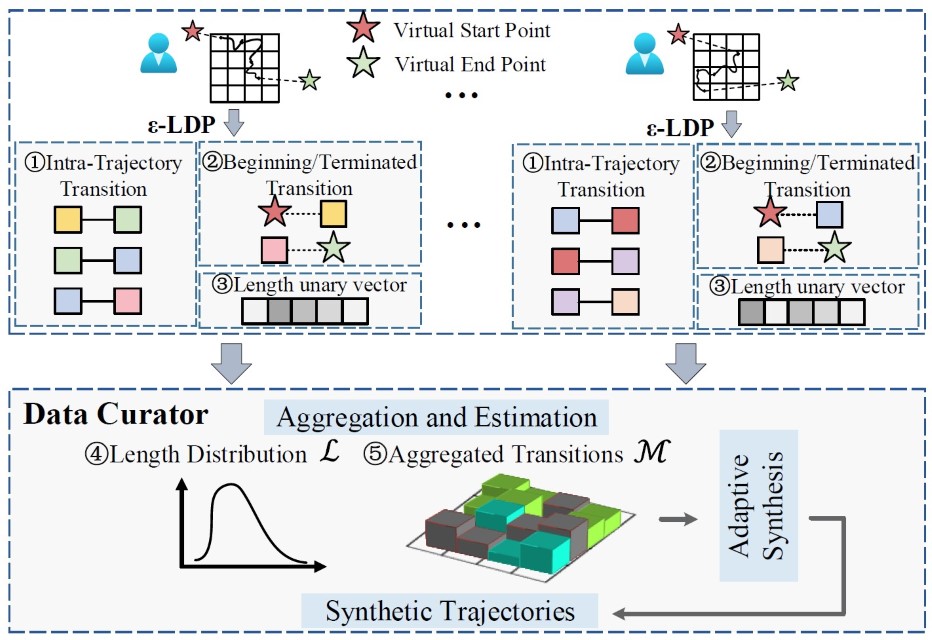 Virtual Start Point
Virtual End Point
...
ε-LDP
ε-LDP
①Intra-Trajectory
Transition
②Beginning/Terminated
Transition
③Length unary vector
...
①Intra-Trajectory
Transition
②Beginning/Terminated
Transition
③Length unary vector
Data Curator
Aggregation and Estimation
④Length Distribution ℒ
⑤Aggregated Transitions ℳ
Adaptive
Synthesis
Synthetic Trajectories